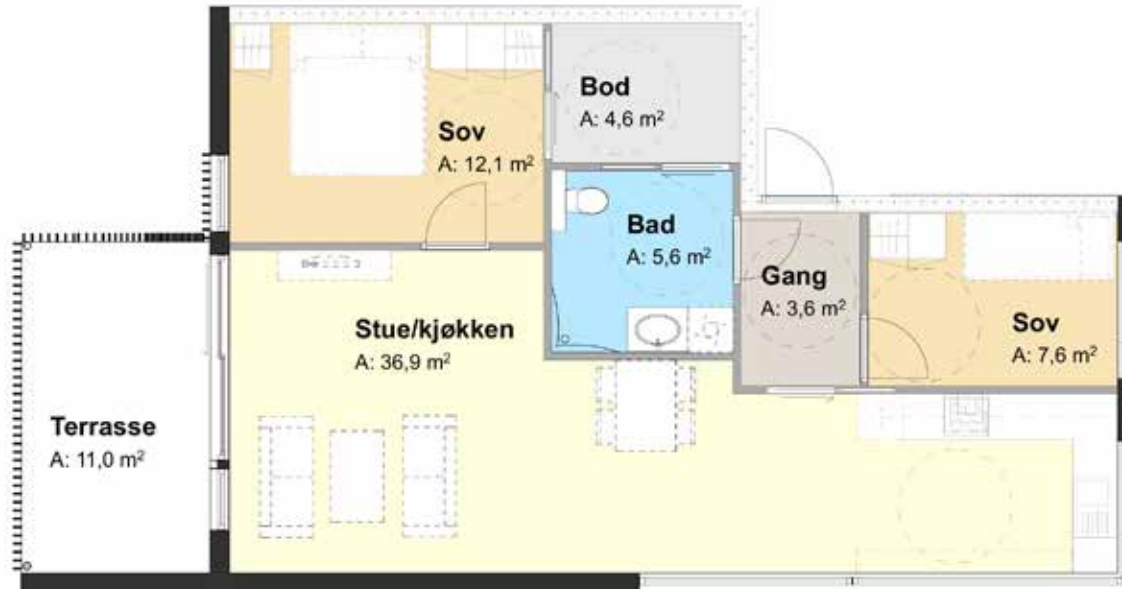 Bod
A: 4,6 m²
Sov
A: 12,1 m²
Bad
A: 5,6 m²
Gang
A: 3,6 m²
Sov
A: 7,6 m²
Stue/kjøkken
A: 36,9 m²
Terrasse
A: 11,0 m²